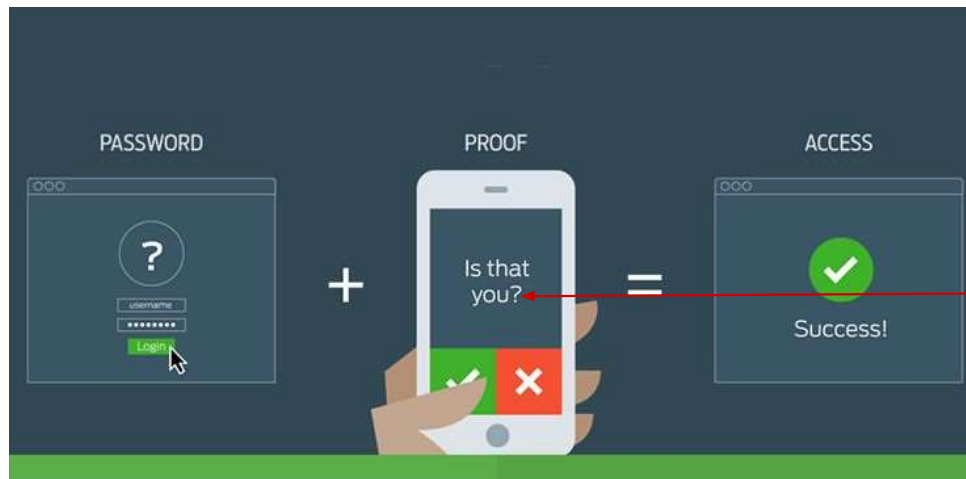 PASSWORD
PROOF
ACCESS
?
username
Login
Is that
you?
Success!